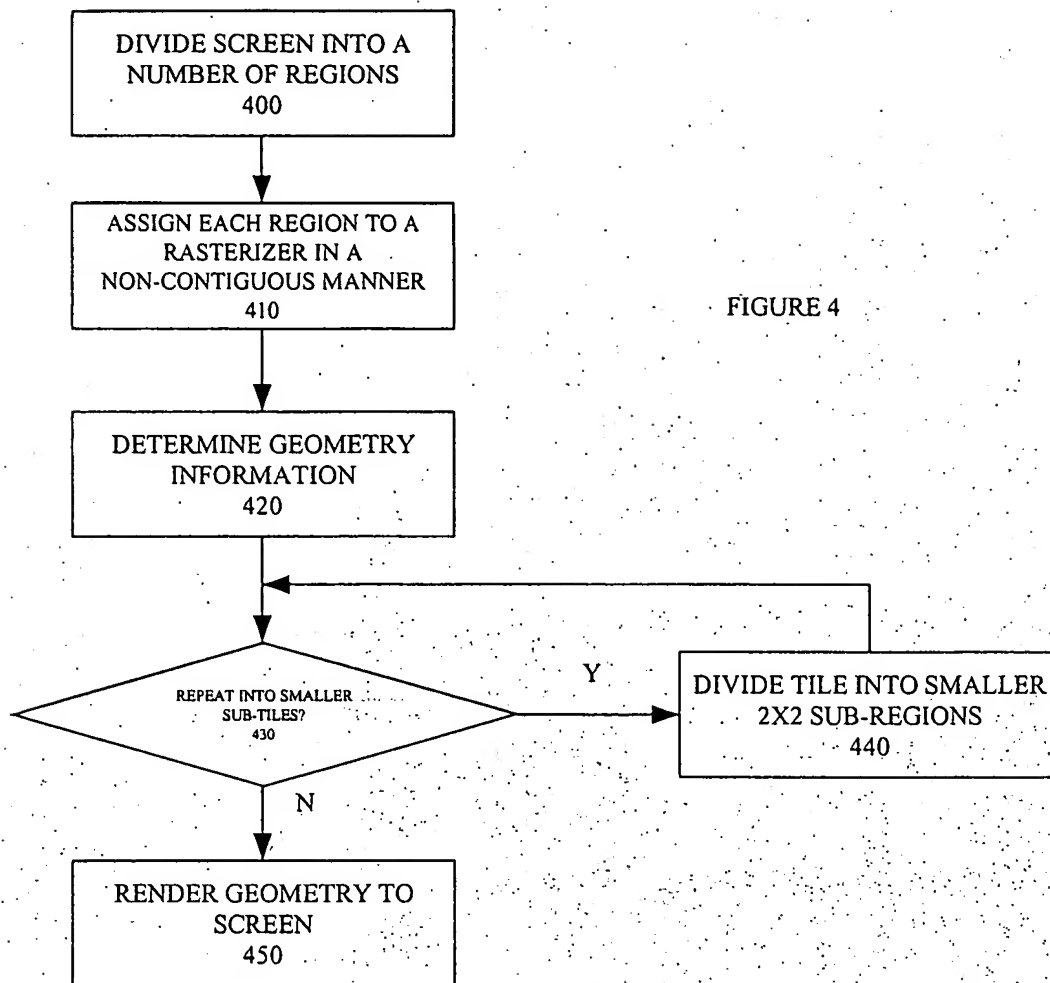 DIVIDE SCREEN INTO A
NUMBER OF REGIONS
400
ASSIGN EACH REGION TO A
RASTERIZER IN A
NON-CONTIGUOUS MANNER
410
FIGURE 4
DETERMINE GEOMETRY
INFORMATION
420
REPEAT INTO SMALLER
SUB-TILES?
430
Y
DIVIDE TILE INTO SMALLER
2X2 SUB-REGIONS
440
N
RENDER GEOMETRY TO
SCREEN
450